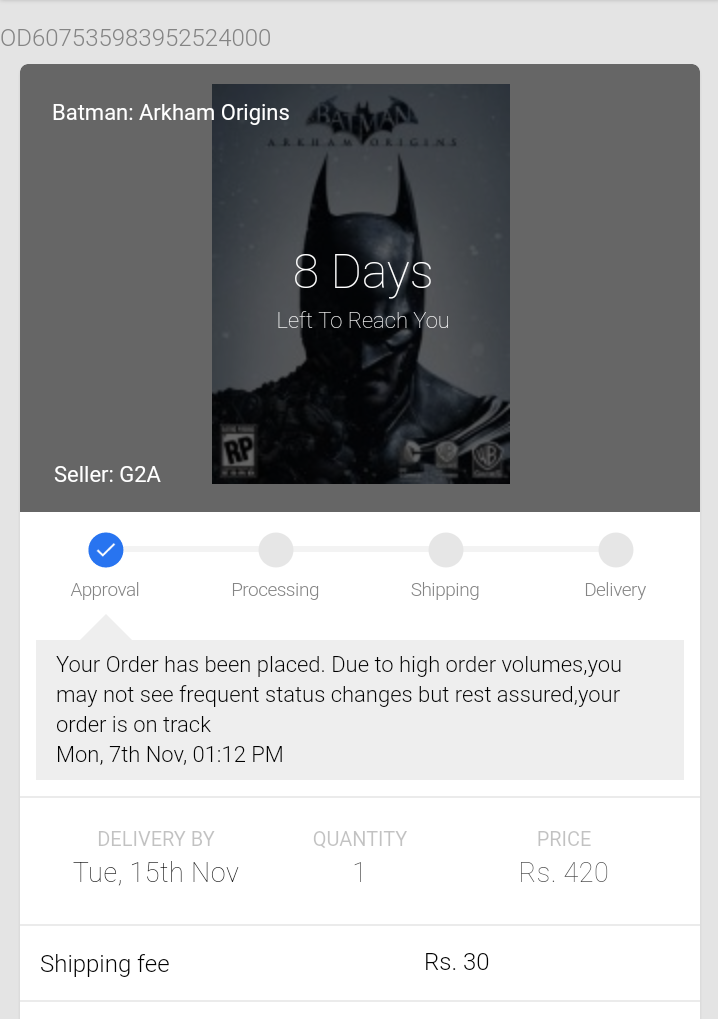 OD607535983952524000
Batman: Arkham Origins
BATMAN
ARKHAM ORIGINS
8 Days
Left To Reach You
RP
Seller: G2A
Approval
Processing
Shipping
Delivery
Your Order has been placed. Due to high order volumes,you
may not see frequent status changes but rest assured,your
order is on track
Mon, 7th Nov, 01:12 PM
DELIVERY BY
QUANTITY
PRICE
Tue, 15th Nov
1
Rs. 420
Shipping fee
Rs. 30